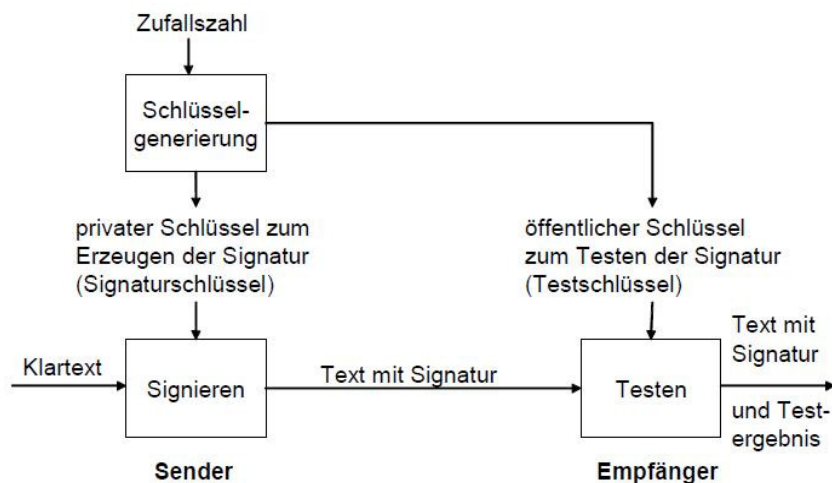 Zufallszahl
Schlüssel-
generierung
privater Schlüssel zum
Erzeugen der Signatur
(Signaturschlüssel)
öffentlicher Schlüssel
zum Testen der Signatur
(Testschlüssel)
Klartext
Signieren
Text mit Signatur
Testen
Text mit
Signatur
und Test-
ergebnis
Sender
Empfänger